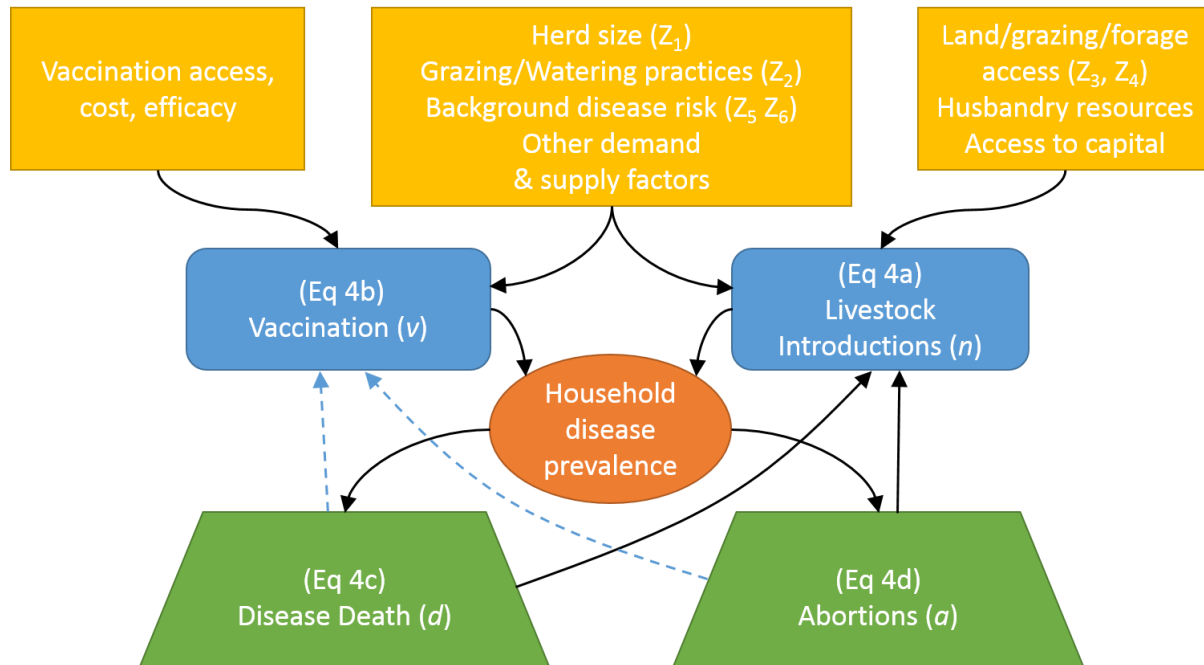 Vaccination access,
cost, efficacy
Herd size (Z₁)
Grazing/Watering practices (Z₂)
Background disease risk (Z₅ Z₆)
Other demand
& supply factors
Land/grazing/forage
access (Z₃, Z₄)
Husbandry resources
Access to capital
(Eq 4b)
Vaccination (v)
(Eq 4a)
Livestock
Introductions (n)
Household
disease
prevalence
(Eq 4c)
Disease Death (d)
(Eq 4d)
Abortions (a)